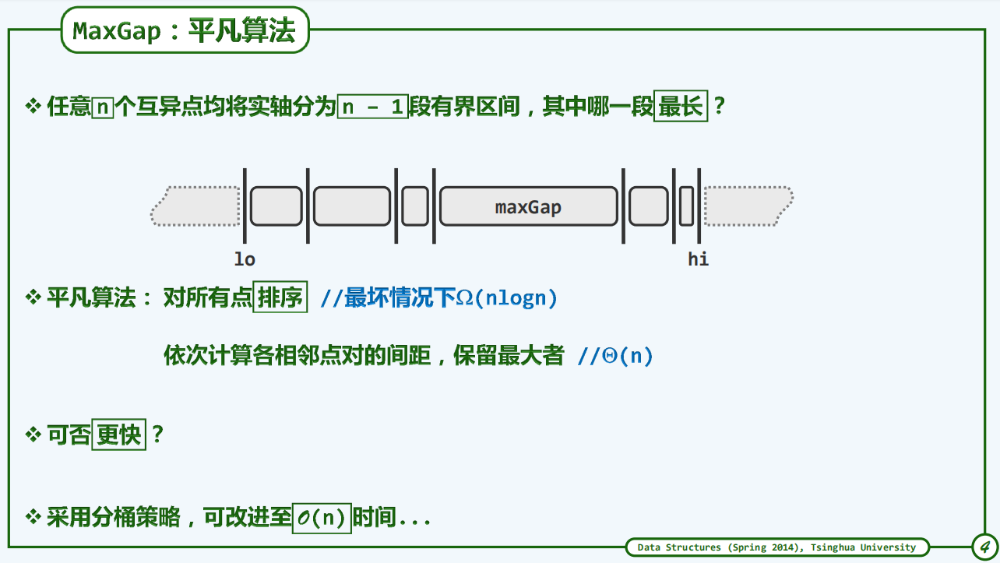 MaxGap：平凡算法
❖ 任意n个互异点均将实轴分为n - 1段有界区间，其中哪一段最长？
maxGap
lo hi
❖ 平凡算法： 对所有点排序 //最坏情况下Ω(nlogn)
依次计算各相邻点对的间距，保留最大者 //Θ(n)
❖ 可否更快？
❖ 采用分桶策略，可改进至𝒪(n)时间...
Data Structures (Spring 2014), Tsinghua University
4